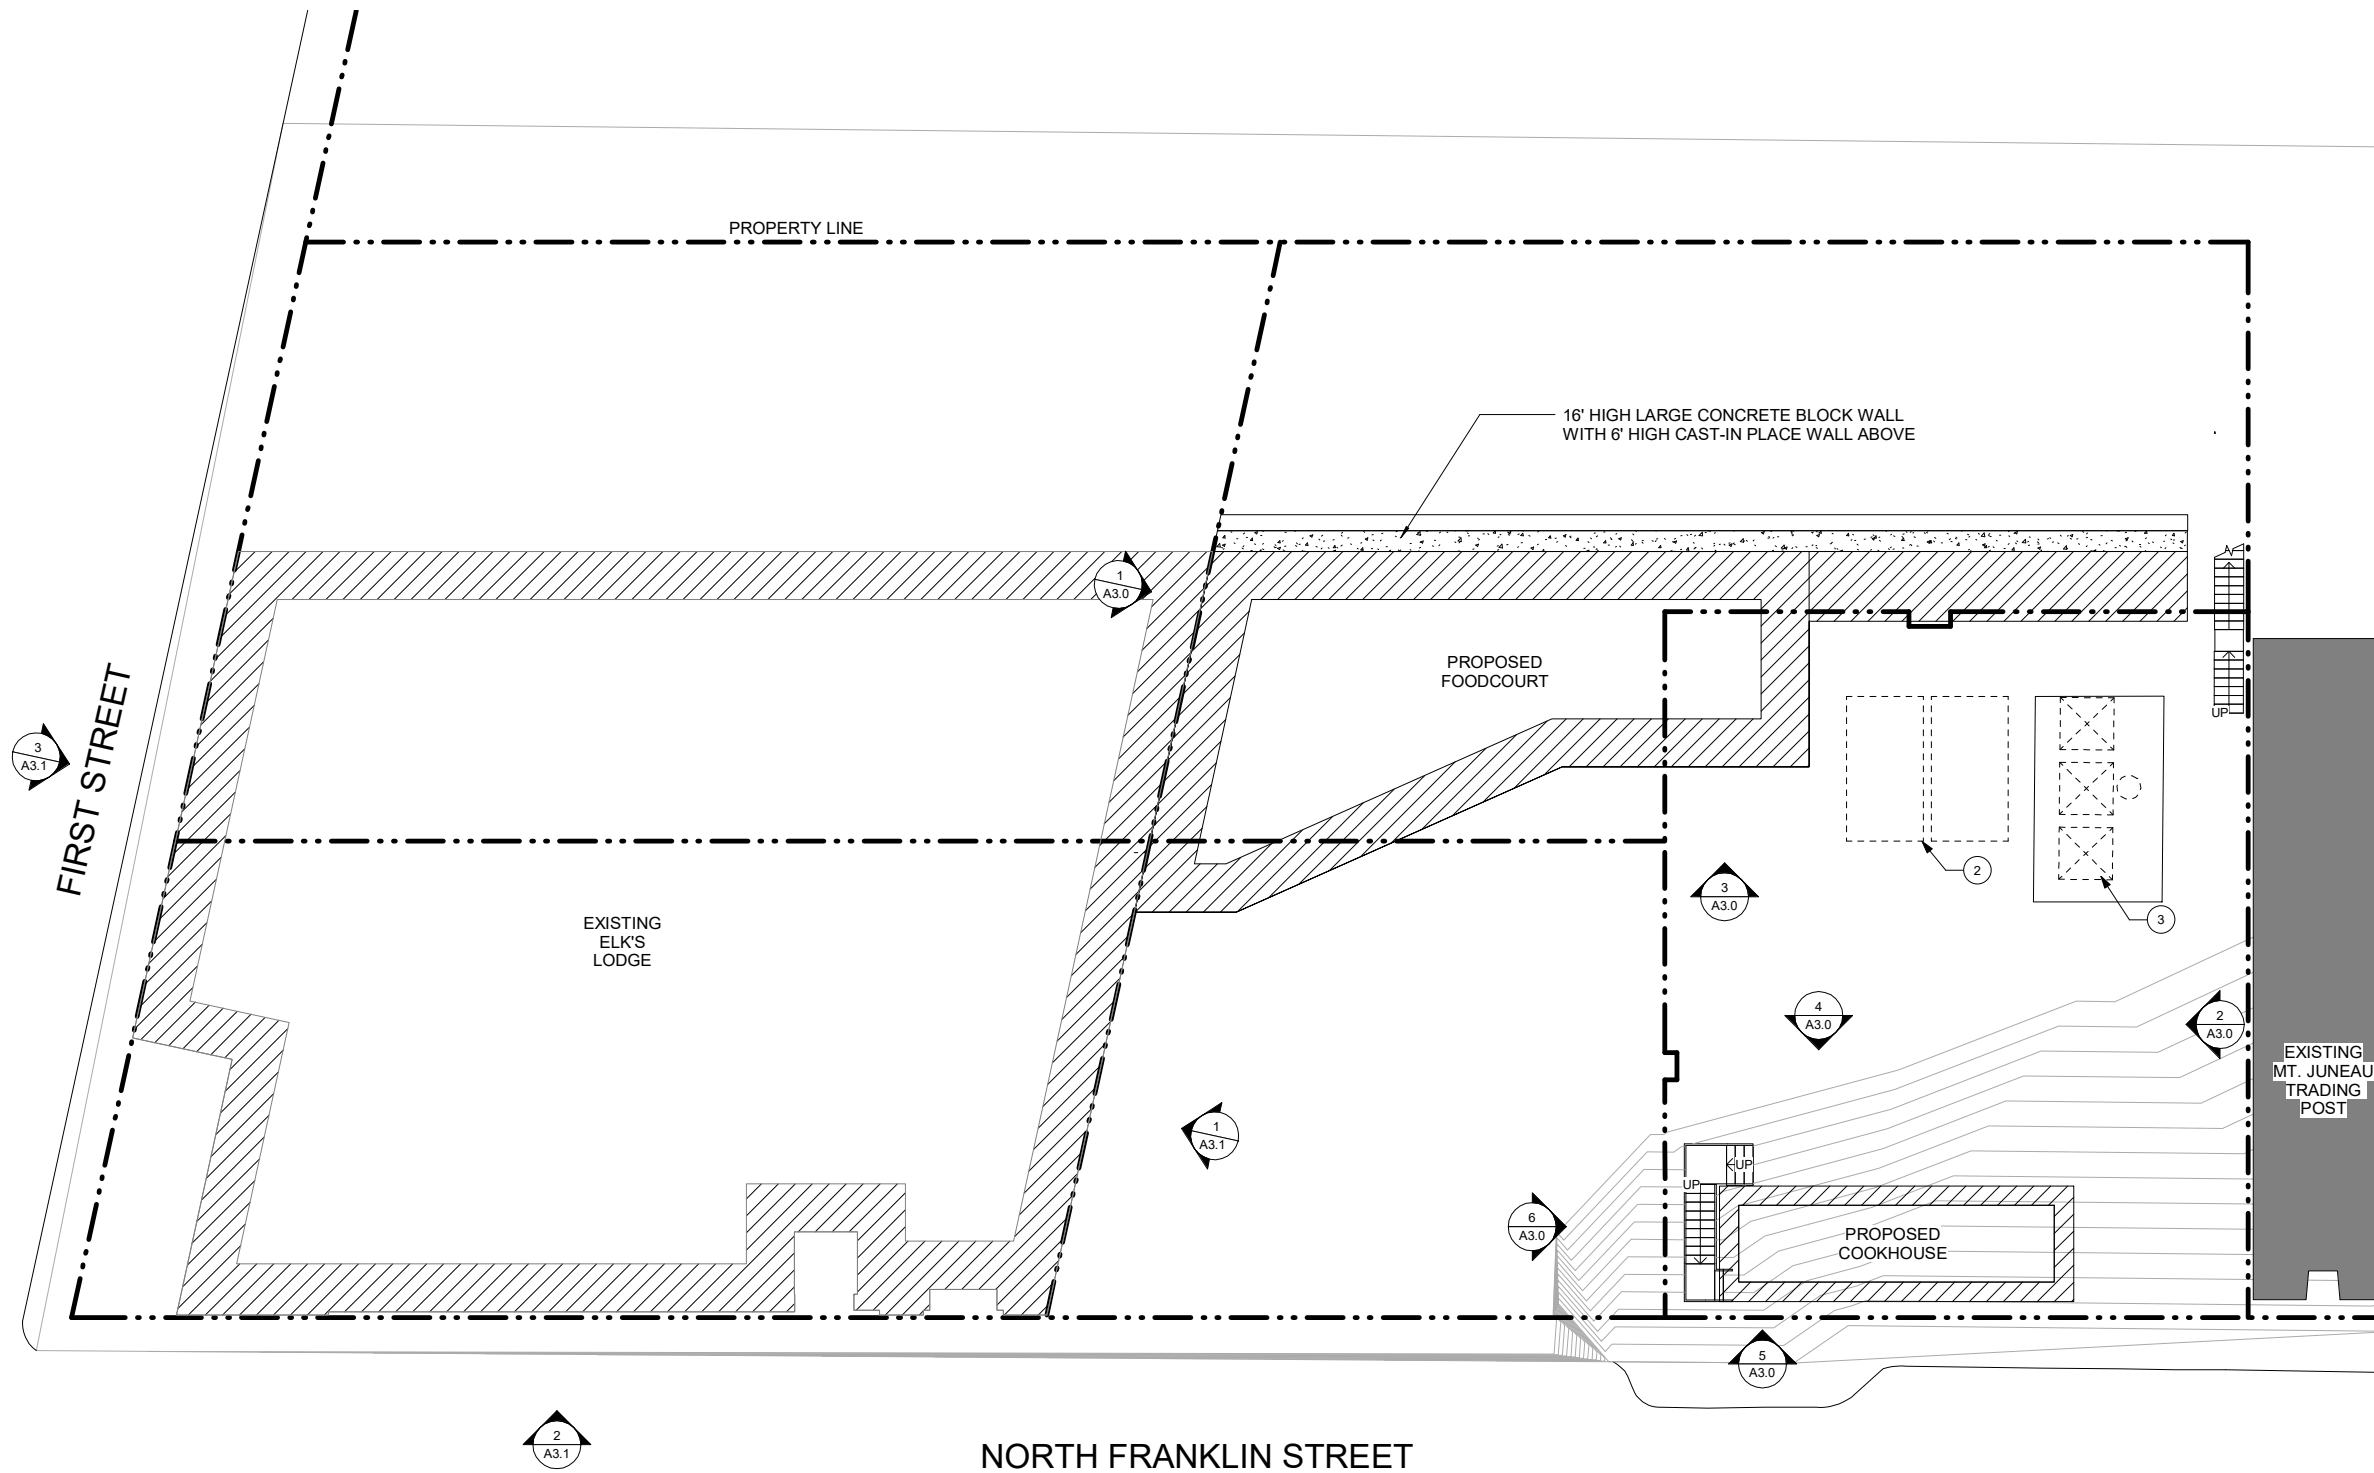 PROPERTY LINE
16' HIGH LARGE CONCRETE BLOCK WALL
WITH 6' HIGH CAST-IN PLACE WALL ABOVE
1
A3.0
PROPOSED
FOODCOURT
UP
3
A3.1
FIRST STREET
2
3
3
A3.0
EXISTING
ELK'S
LODGE
4
A3.0
2
A3.0
EXISTING
MT. JUNEAU
TRADING
POST
1
A3.1
UP
UP
6
A3.0
PROPOSED
COOKHOUSE
5
A3.0
2
A3.1
NORTH FRANKLIN STREET